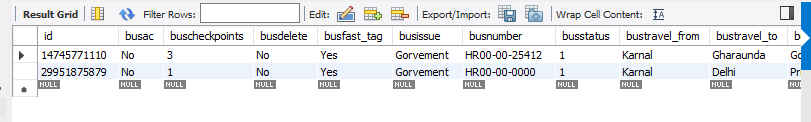 Result Grid Filter Rows: Edit: Export/Import: Wrap Cell Content:
id busac buscheckpoints busdelete busfast_tag busissue busnumber busstatus bustravel_from bustravel_to b
14745771110 No 3 No Yes Gorvement HR00-00-25412 1 Karnal Gharaunda Go
29951875879 No 1 No Yes Gorvement HR00-00-0000 1 Karnal Delhi Pri
NULL NULL NULL NULL NULL NULL NULL NULL NULL NULL